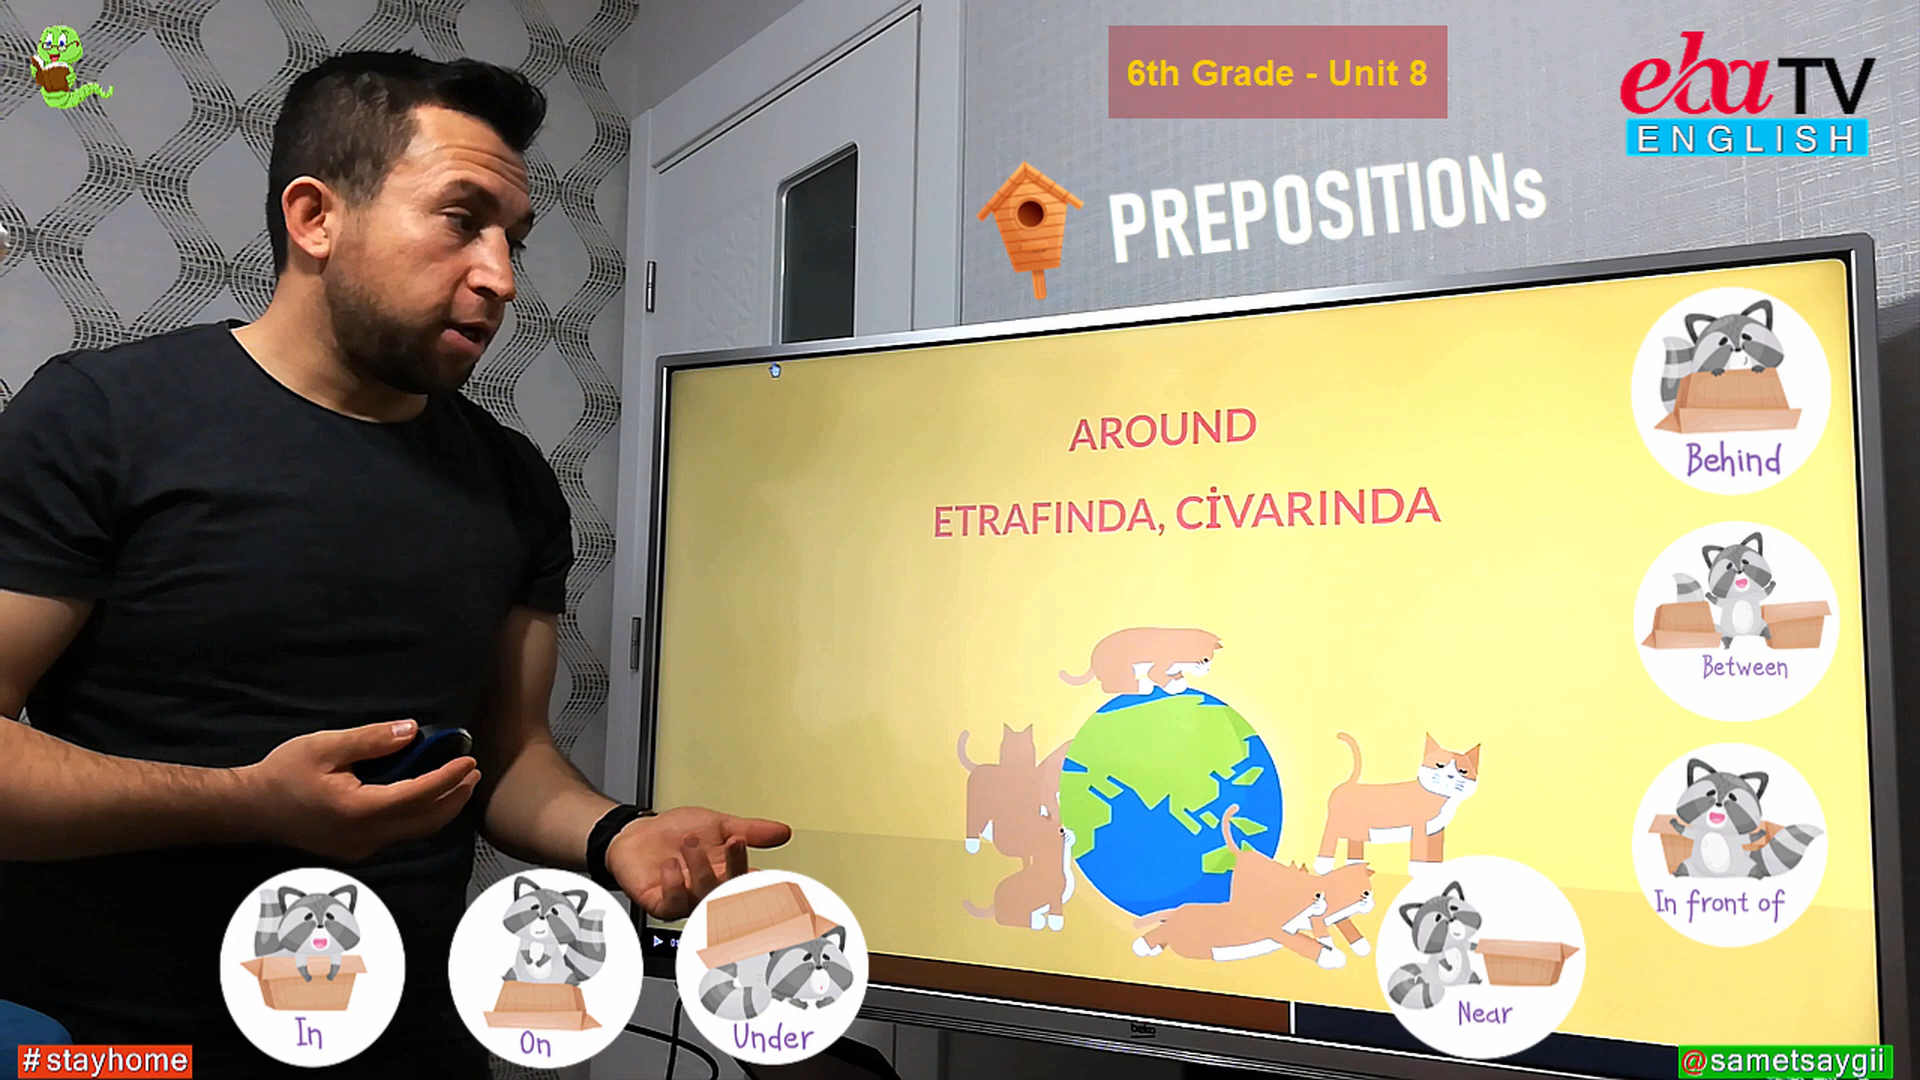 6th Grade - Unit 8
eba TV
ENGLISH
PREPOSITIONs
AROUND
ETRAFINDA, CİVARINDA
Behind
Between
In front of
Near
In
On
Under
beko
#stayhome
@sametsaygii